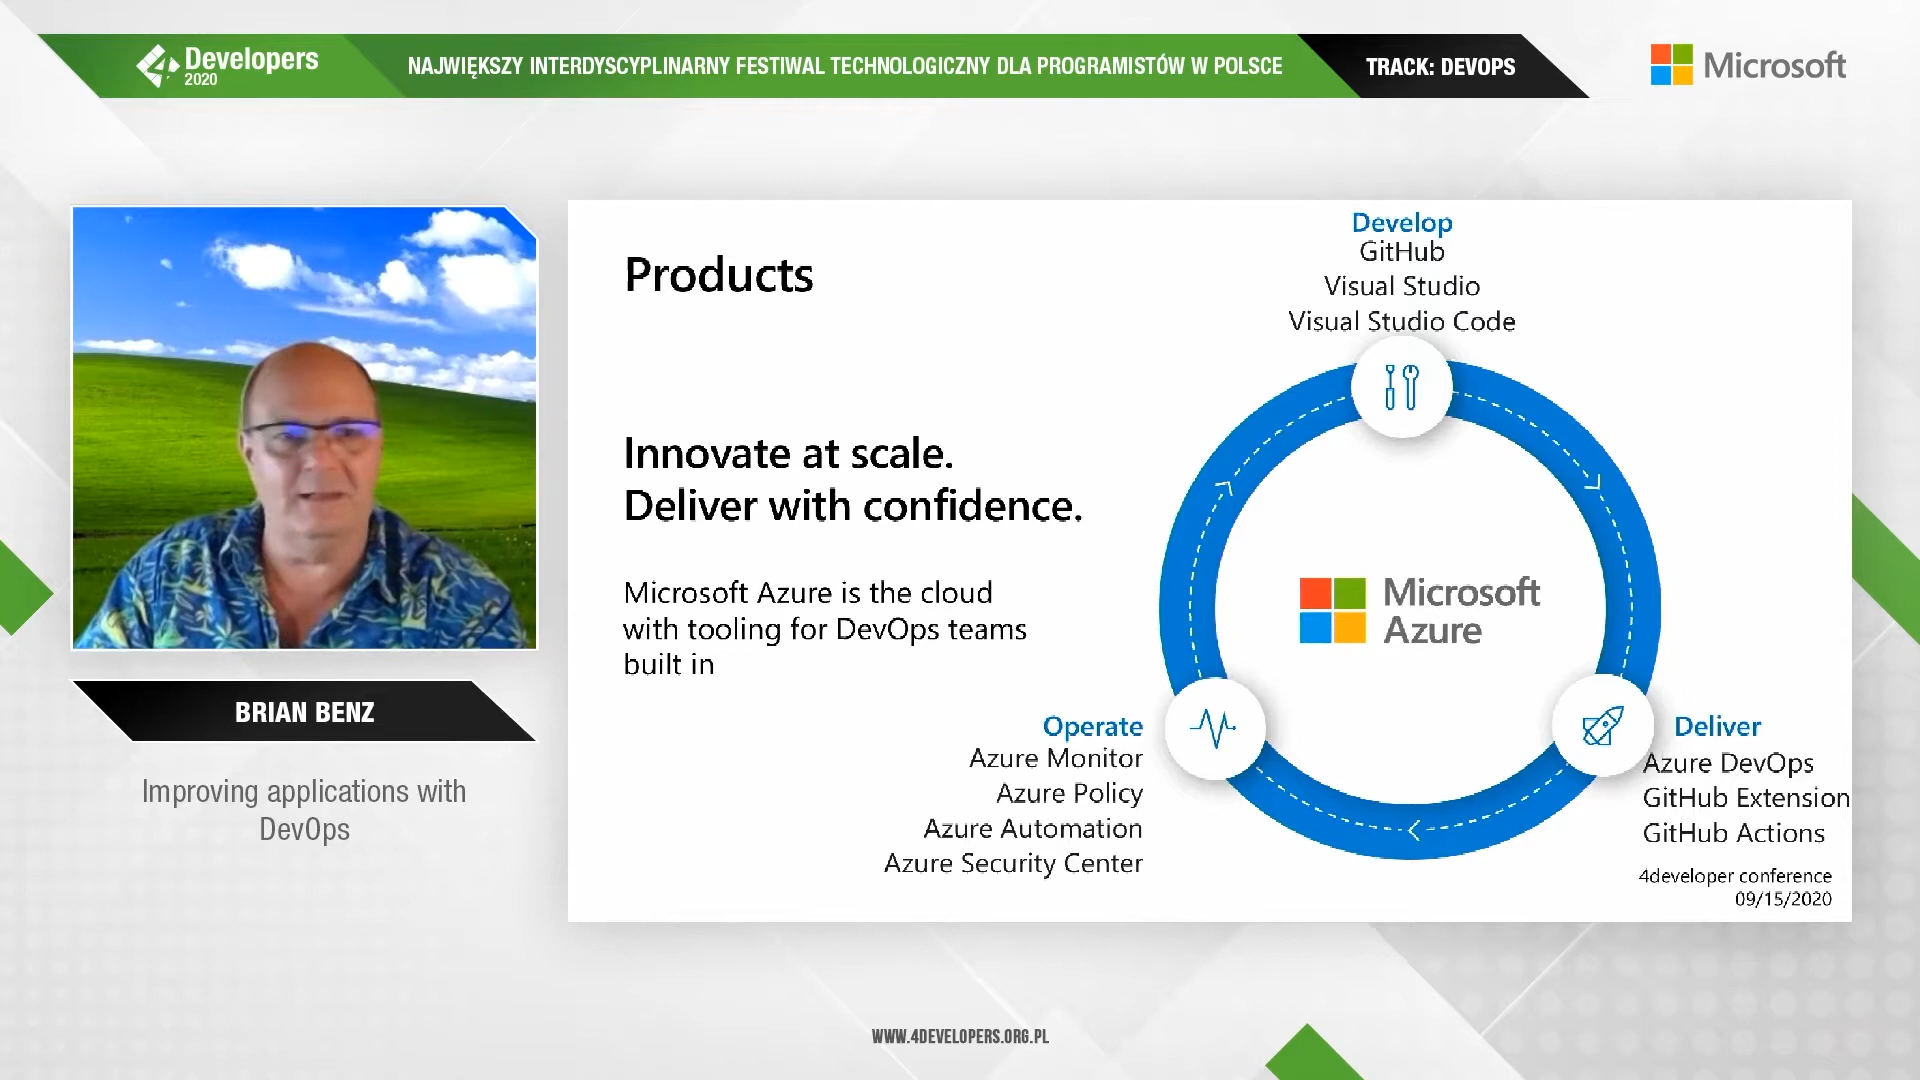 4Developers
2020
NAJWIĘKSZY INTERDYSCYPLINARNY FESTIWAL TECHNOLOGICZNY DLA PROGRAMISTÓW W POLSCE
TRACK: DEVOPS
Microsoft
BRIAN BENZ
Improving applications with
DevOps
Products
Innovate at scale.
Deliver with confidence.
Microsoft Azure is the cloud
with tooling for DevOps teams
built in
Develop
GitHub
Visual Studio
Visual Studio Code
Microsoft
Azure
Operate
Azure Monitor
Azure Policy
Azure Automation
Azure Security Center
Deliver
Azure DevOps
GitHub Extension
GitHub Actions
4developer conference
09/15/2020
WWW.4DEVELOPERS.ORG.PL